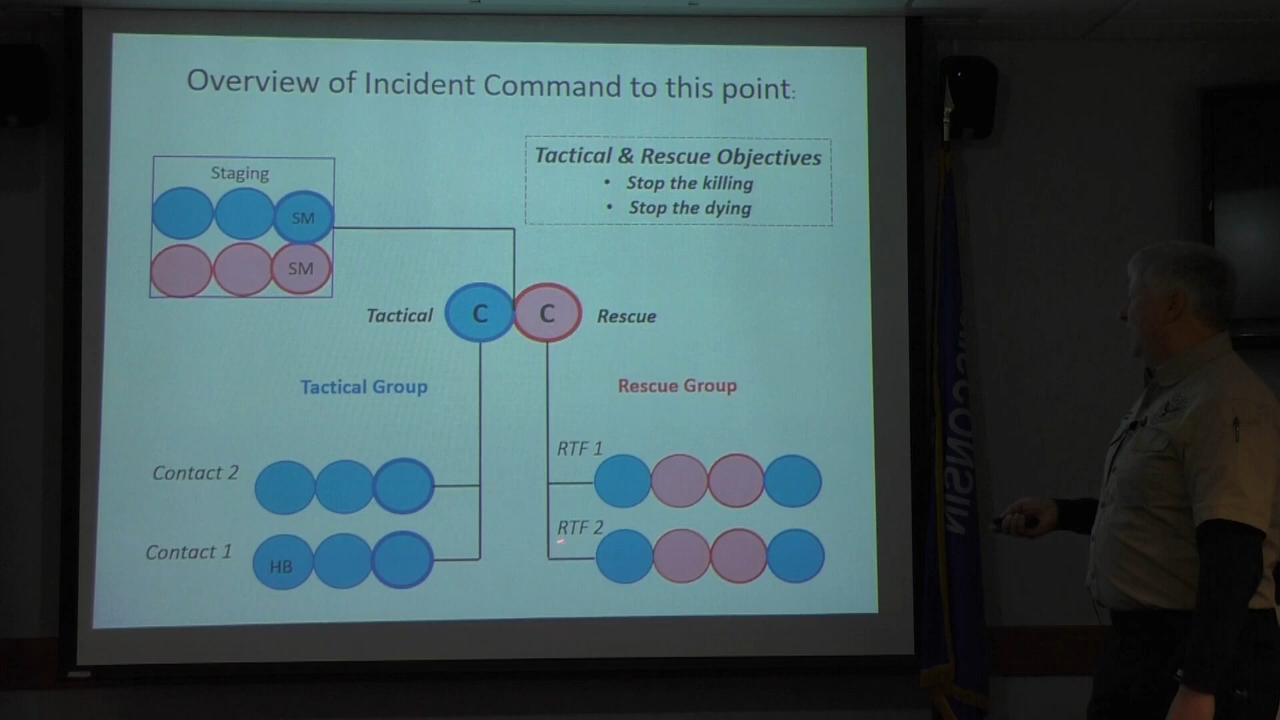 Overview of Incident Command to this point:
Tactical & Rescue Objectives
• Stop the killing
• Stop the dying
Staging
SM
SM
Tactical
C
C
Rescue
Tactical Group
Rescue Group
RTF 1
Contact 2
RTF 2
Contact 1
HB
WISCONSIN